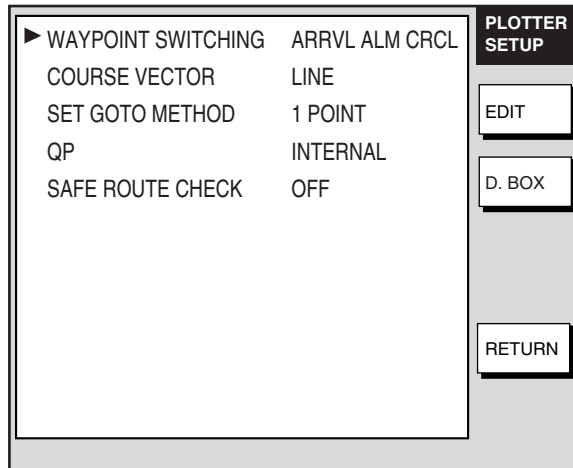 ▶ WAYPOINT SWITCHING ARRVL ALM CRCL
COURSE VECTOR LINE
SET GOTO METHOD 1 POINT
QP INTERNAL
SAFE ROUTE CHECK OFF
PLOTTER
SETUP
EDIT
D. BOX
RETURN